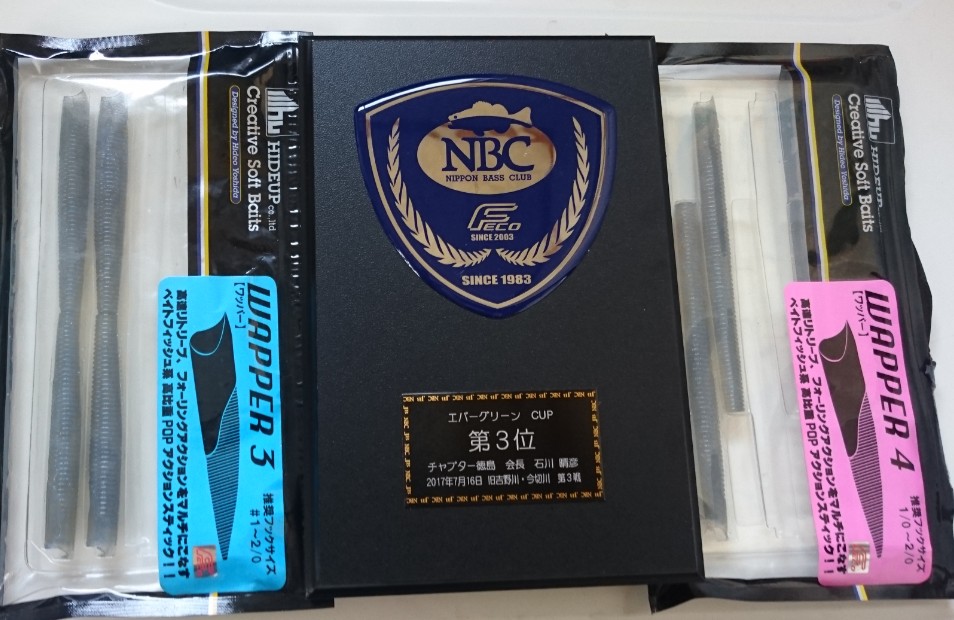 HIDEUP co.,ltd
Creative Soft Baits
Designed by Hideo Yoshida
WAPPER 3
【ワッパー】
高速リトリーブ、フォーリングアクションをマルチにこなす
ベイトフィッシュ系 高比重 POP アクションスティック!!
推奨フックサイズ
#1~2/0
NBC
NIPPON BASS CLUB
Feco
SINCE 2003
SINCE 1983
エバーグリーン CUP
第3位
チャプター徳島 会長 石川 晴彦
2017年7月16日 旧吉野川・今切川 第3戦
HIDEUP
Creative Soft Baits
Designed by Hideo Yoshida
WAPPER 4
【ワッパー】
高速リトリーブ、フォーリングアクションをマルチにこなす
ベイトフィッシュ系 高比重 POP アクションスティック!!
推奨フックサイズ
1/0~2/0